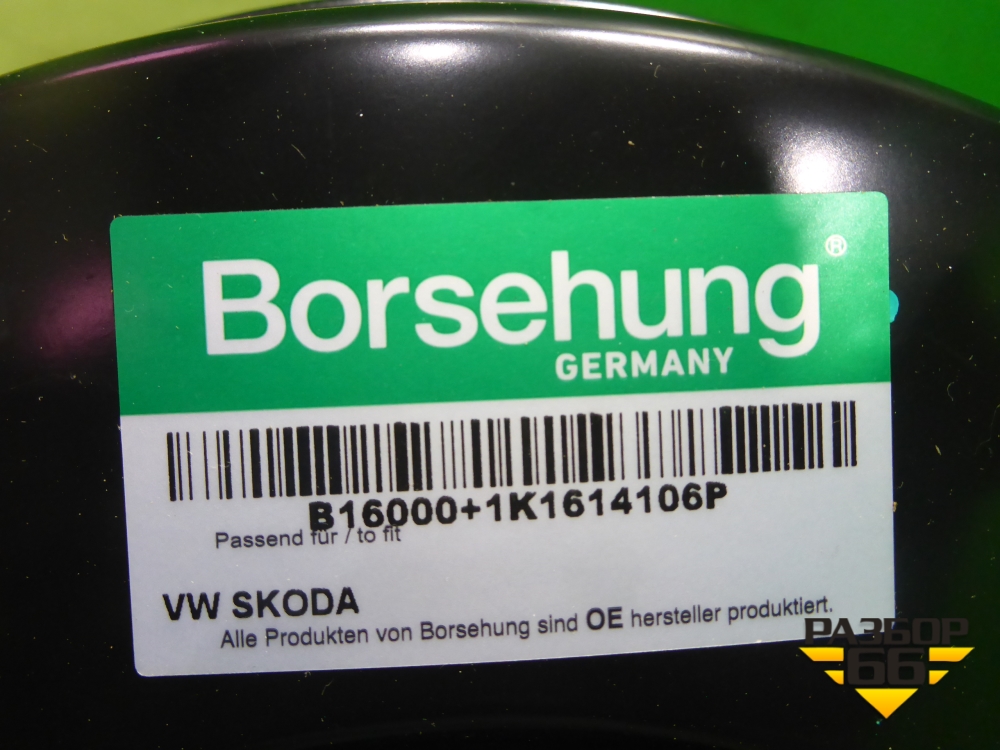 Borsehung®
GERMANY
B16000+1K1614106P
Passend für / to fit
VW SKODA
Alle Produkten von Borsehung sind OE hersteller produktiert.
РАЗБОР
66